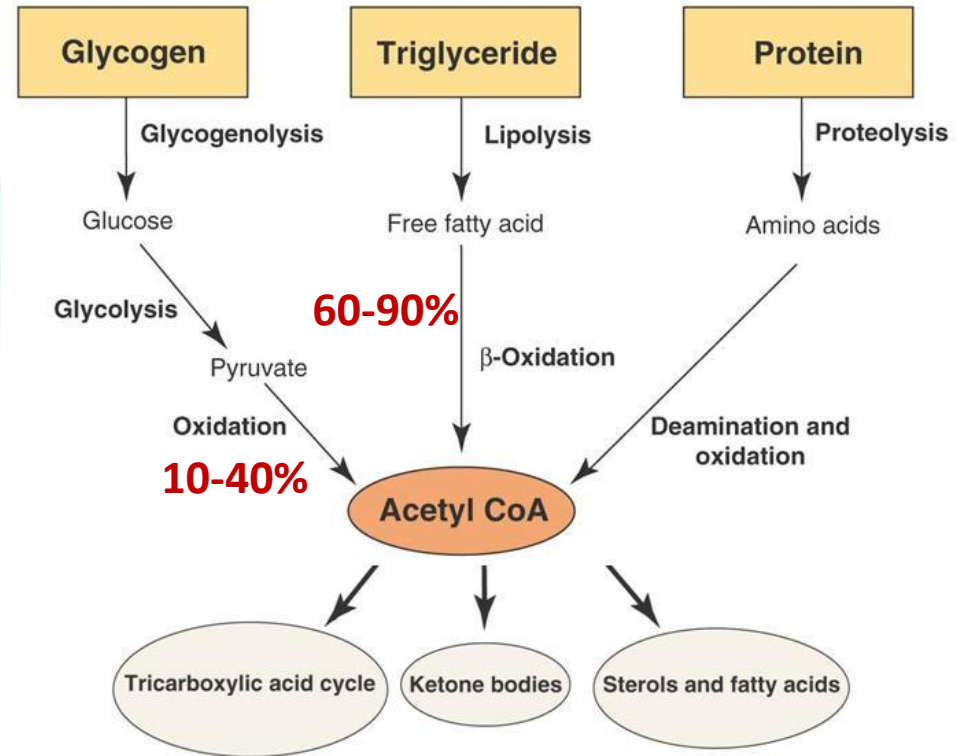 Glycogen
Triglyceride
Protein
Glycogenolysis
Lipolysis
Proteolysis
Glucose
Free fatty acid
Amino acids
Glycolysis
60-90%
Pyruvate
β-Oxidation
Oxidation
Deamination and
oxidation
10-40%
Acetyl CoA
Tricarboxylic acid cycle
Ketone bodies
Sterols and fatty acids